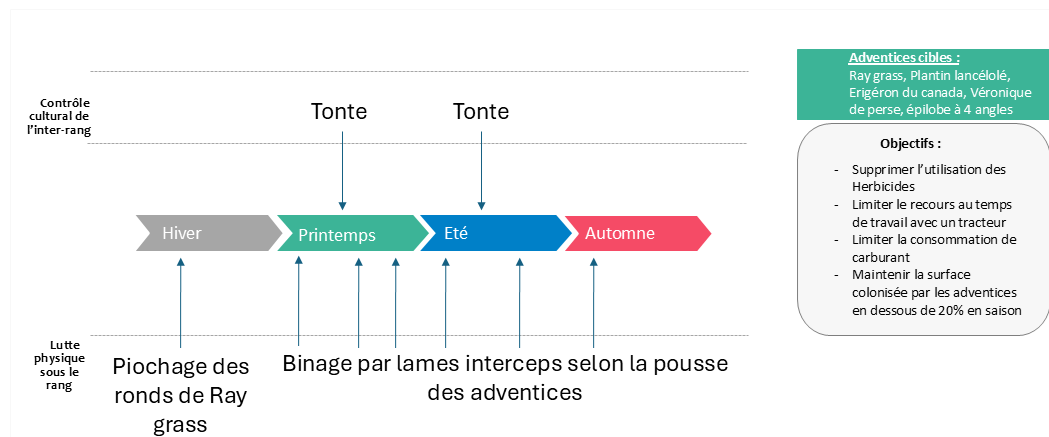 Adventices cibles :
Ray grass, Plantin lancélolé,
Erigéron du canada, Véronique
de perse, épilobe à 4 angles
Contrôle
cultural de
l'inter-rang
Tonte
Tonte
Objectifs :
- Supprimer l'utilisation des
Herbicides
- Limiter le recours au temps
de travail avec un tracteur
- Limiter la consommation de
carburant
- Maintenir la surface
colonisée par les adventices
en dessous de 20% en saison
Hiver
Printemps
Eté
Automne
Lutte
physique sous
le rang
Piochage des
ronds de Ray
grass
Binage par lames interceps selon la pousse
des adventices